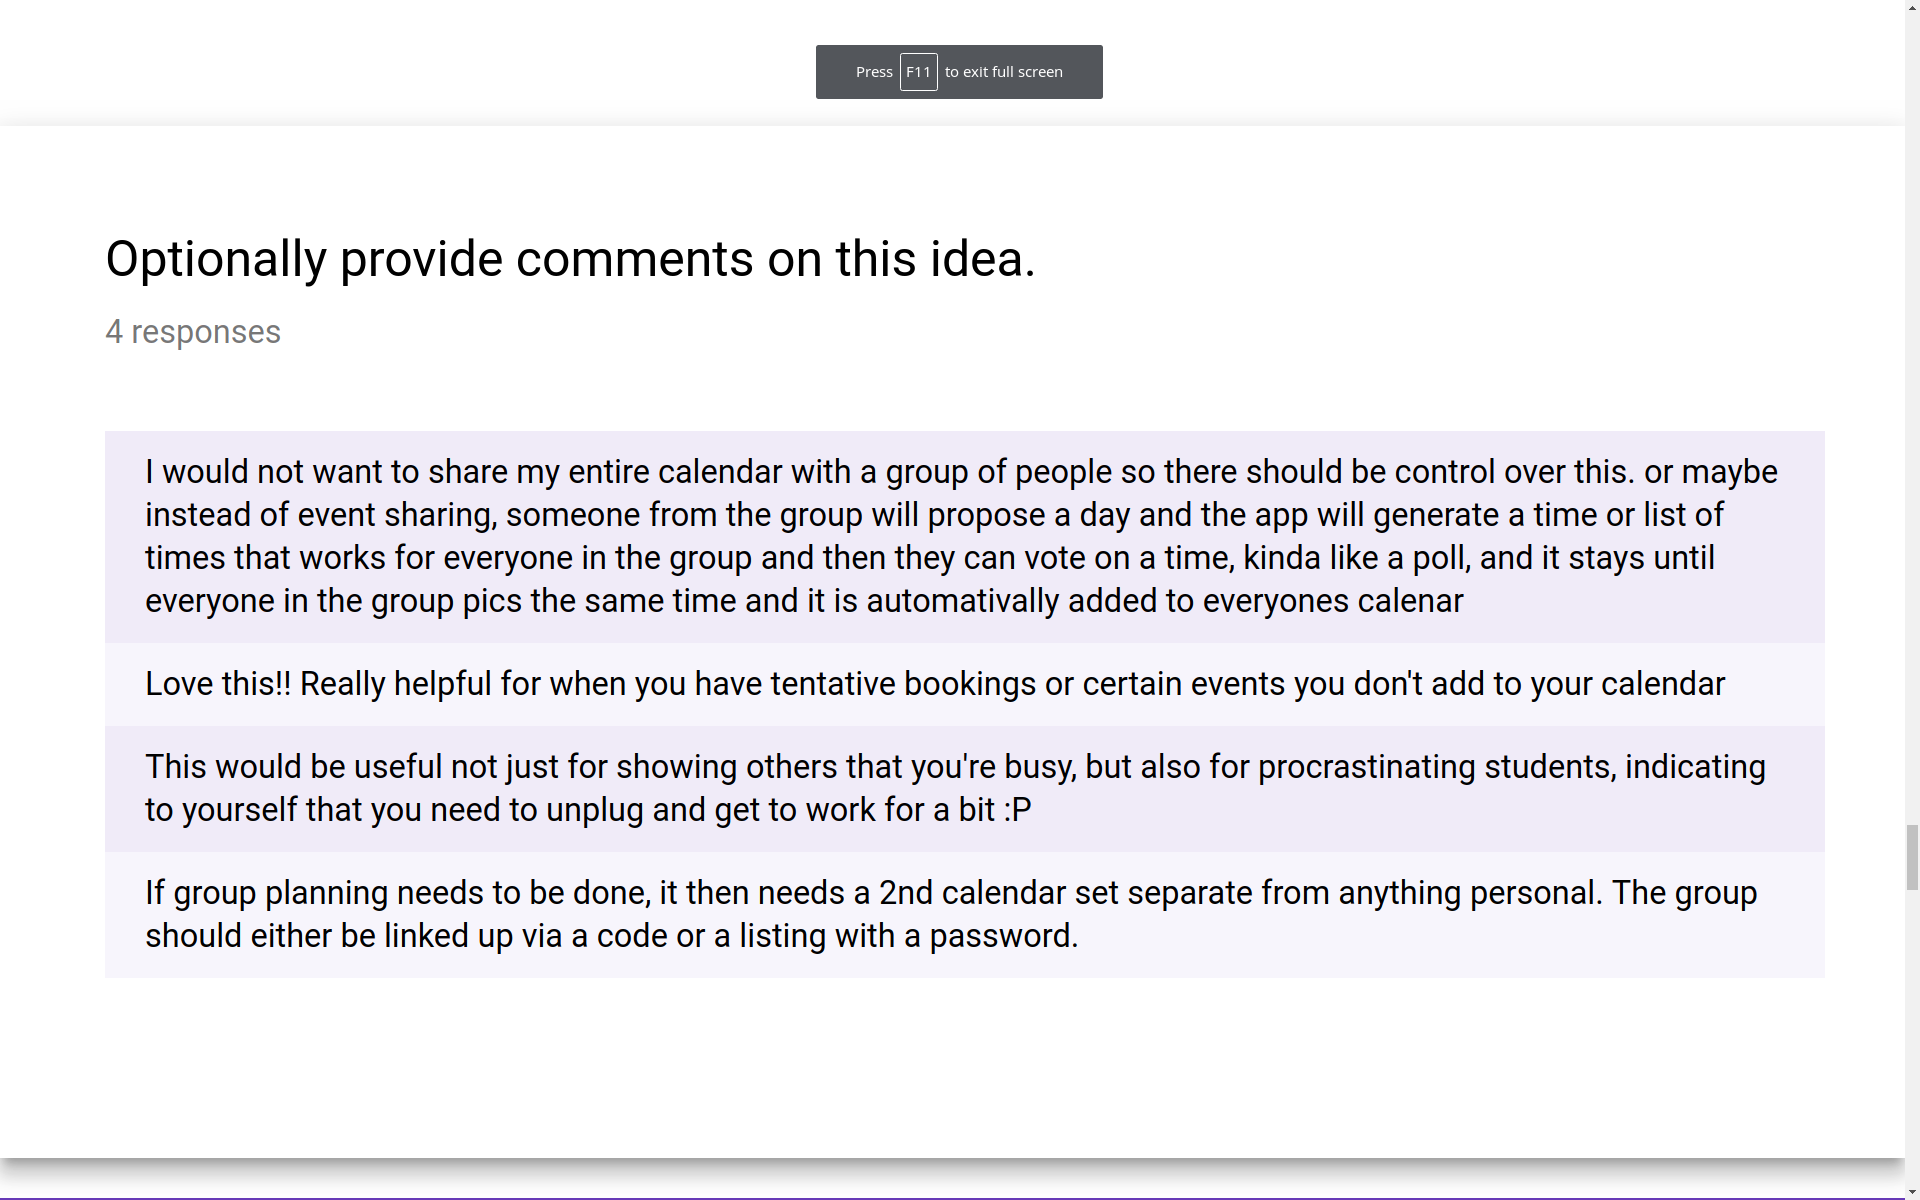 Press F11 to exit full screen
Optionally provide comments on this idea.
4 responses
I would not want to share my entire calendar with a group of people so there should be control over this. or maybe
instead of event sharing, someone from the group will propose a day and the app will generate a time or list of
times that works for everyone in the group and then they can vote on a time, kinda like a poll, and it stays until
everyone in the group pics the same time and it is automativally added to everyones calenar
Love this!! Really helpful for when you have tentative bookings or certain events you don't add to your calendar
This would be useful not just for showing others that you're busy, but also for procrastinating students, indicating
to yourself that you need to unplug and get to work for a bit :P
If group planning needs to be done, it then needs a 2nd calendar set separate from anything personal. The group
should either be linked up via a code or a listing with a password.